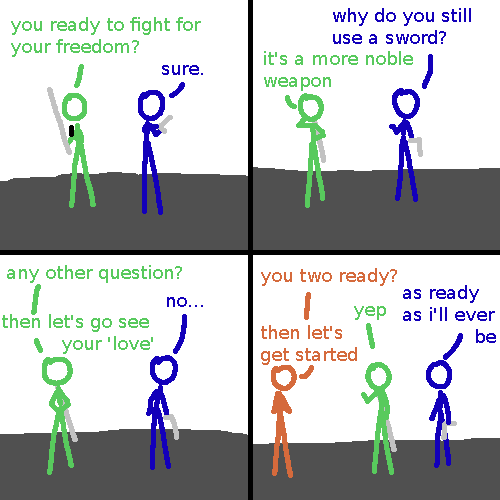 you ready to fight for
your freedom?
sure.
why do you still
use a sword?
it's a more noble
weapon
any other question?
no...
then let's go see
your 'love'
you two ready?
then let's
get started
yep
as ready
as i'll ever
be